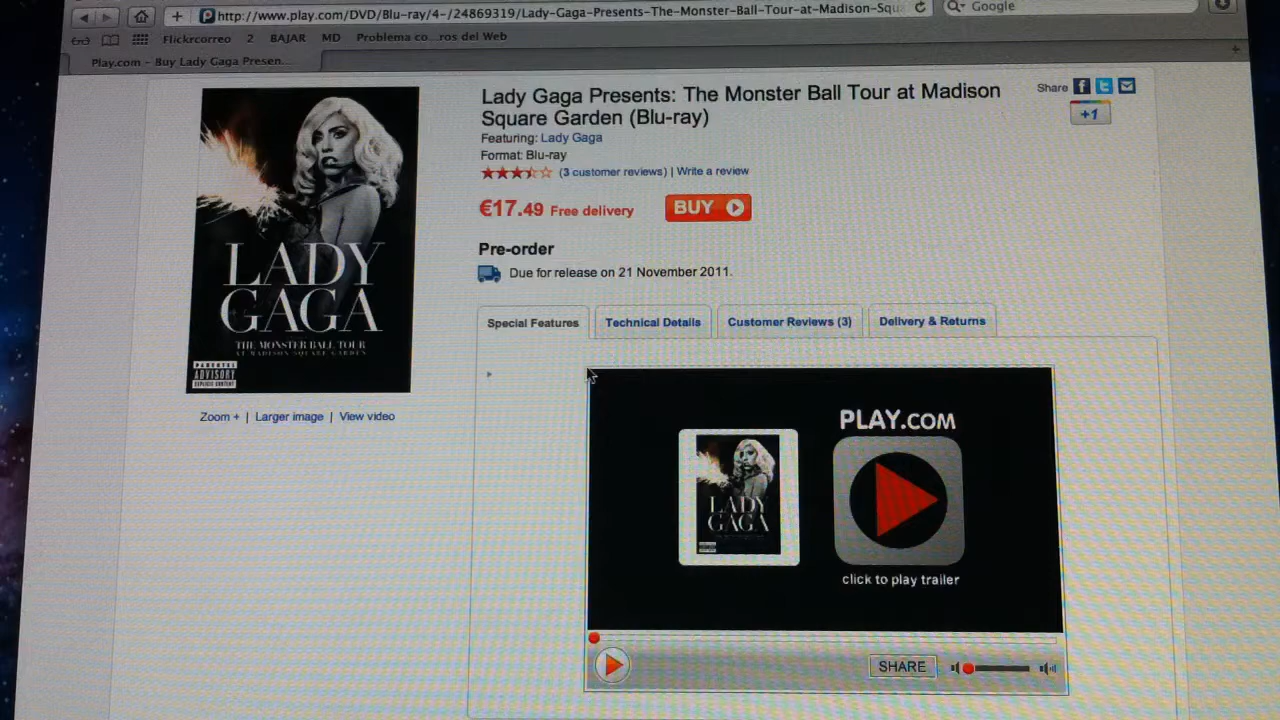 http://www.play.com/DVD/Blu-ray/4-/24869319/Lady-Gaga-Presents-The-Monster-Ball-Tour-at-Madison-Squ
Google
Flickrcorreo 2 BAJAR MD Problema co...ros del Web
Play.com - Buy Lady Gaga Presen...
Lady Gaga Presents: The Monster Ball Tour at Madison
Square Garden (Blu-ray)
Share
+1
Featuring: Lady Gaga
Format: Blu-ray
(3 customer reviews) | Write a review
€17.49 Free delivery BUY
Pre-order
Due for release on 21 November 2011.
LADY
GAGA
THE MONSTER BALL TOUR
AT MADISON SQUARE GARDEN
PARENTAL
ADVISORY
EXPLICIT CONTENT
Zoom + | Larger image | View video
Special Features Technical Details Customer Reviews (3) Delivery & Returns
PLAY.COM
LADY
GAGA
click to play trailer
SHARE